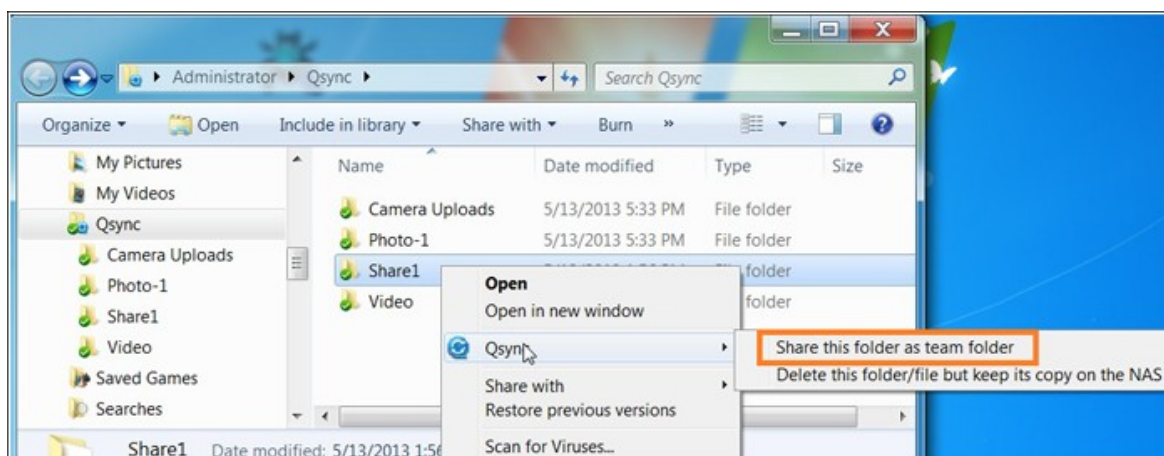 Administrator Qsync
Search Qsync
Organize Open Include in library Share with Burn »
Name Date modified Type Size
My Pictures
My Videos
Qsync
Camera Uploads
Photo-1
Share1
Video
Saved Games
Searches
Camera Uploads 5/13/2013 5:33 PM File folder
Photo-1 5/13/2013 5:33 PM File folder
Share1 folder
Video folder
Open
Open in new window
Qsync
Share with
Restore previous versions
Scan for Viruses...
Share this folder as team folder
Delete this folder/file but keep its copy on the NAS
Share1 Date modified: 5/13/2013 1:56